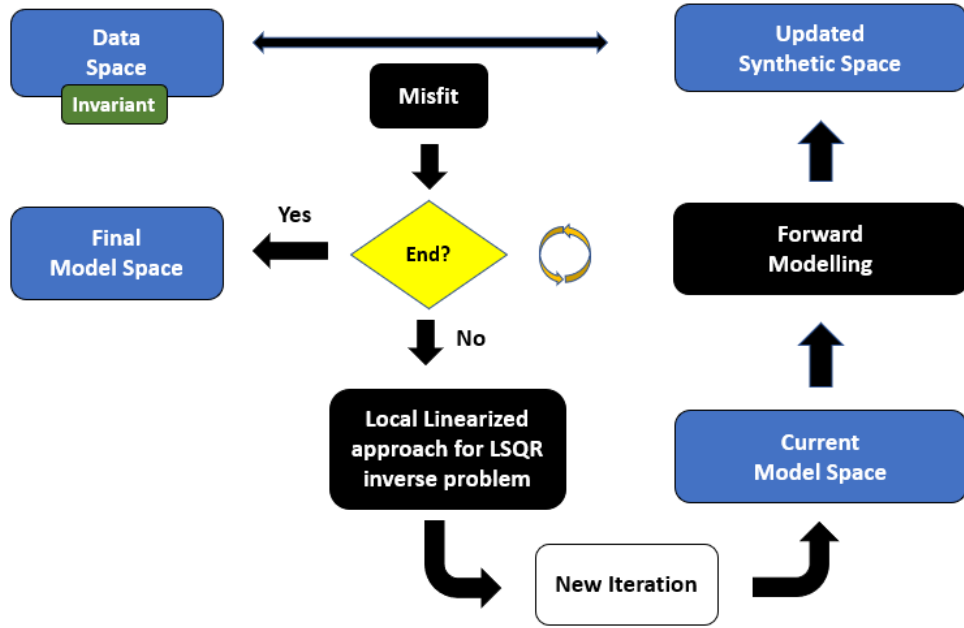 Data
Space
Invariant
Misfit
Updated
Synthetic Space
Yes
Final
Model Space
End?
Forward
Modelling
No
Local Linearized
approach for LSQR
inverse problem
Current
Model Space
New Iteration